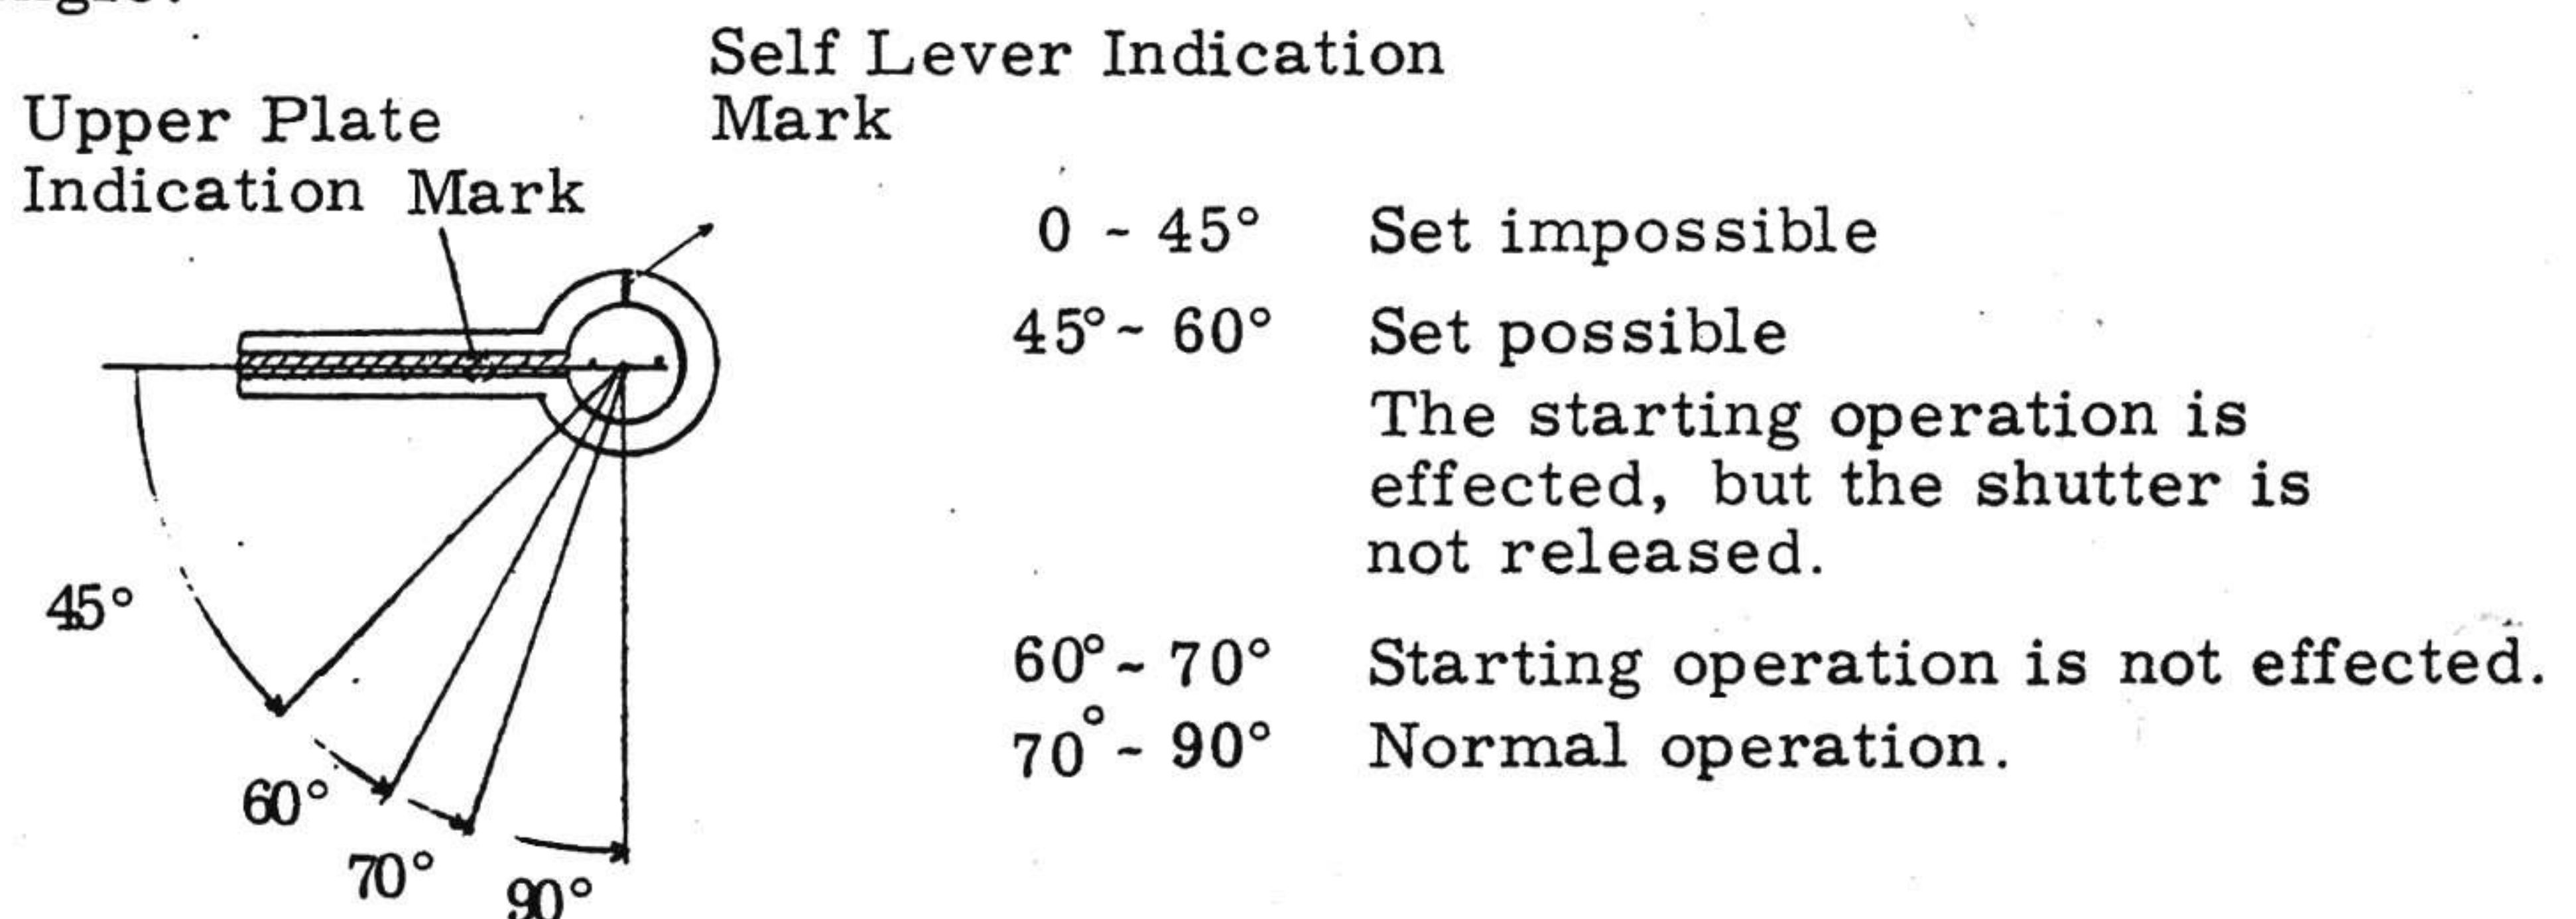 Self Lever Indication
Mark
Upper Plate
Indication Mark
0 ~ 45° Set impossible
45° ~ 60° Set possible
The starting operation is
effected, but the shutter is
not released.
60° ~ 70° Starting operation is not effected.
70° ~ 90° Normal operation.
45°
60°
70°
90°